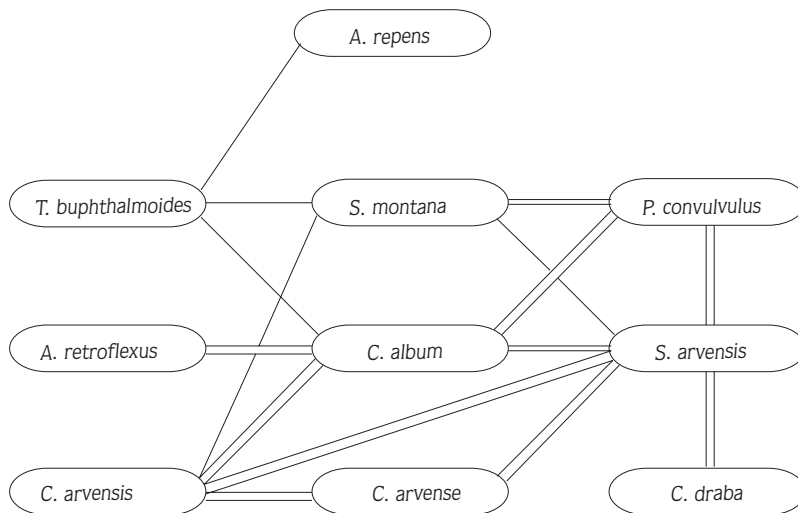 A. repens
T. buphthalmoides
S. montana
P. convulvulus
A. retroflexus
C. album
S. arvensis
C. arvensis
C. arvense
C. draba